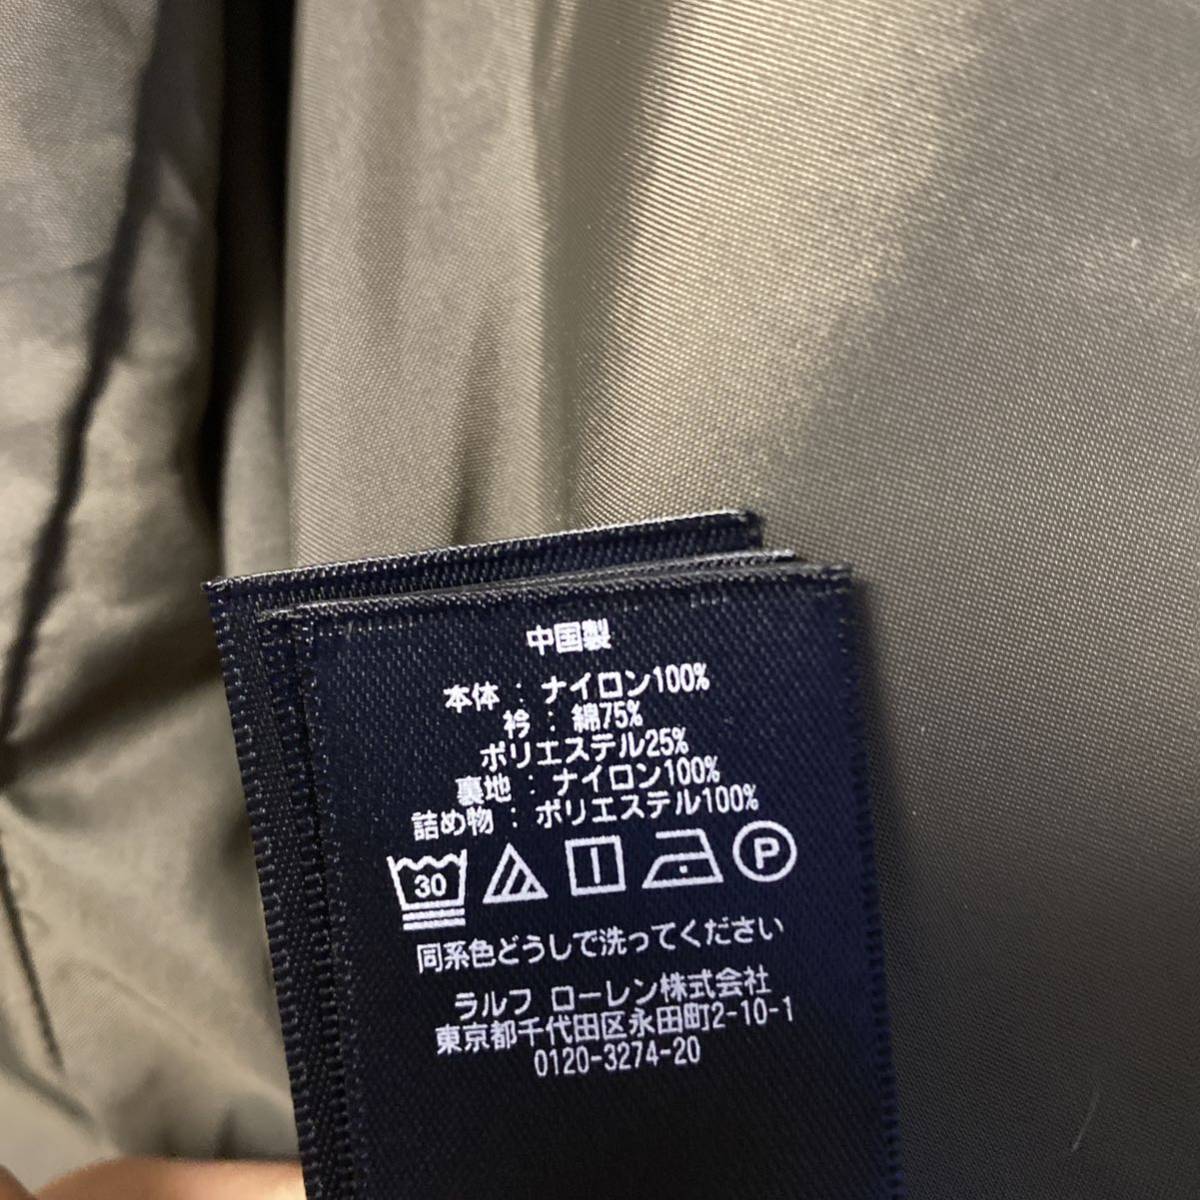 中国製
本体 : ナイロン100%
衿 : 綿75%
ポリエステル25%
裏地 : ナイロン100%
詰め物 : ポリエステル100%
30 P
同系色どうしで洗ってください
ラルフ ローレン株式会社
東京都千代田区永田町2-10-1
0120-3274-20